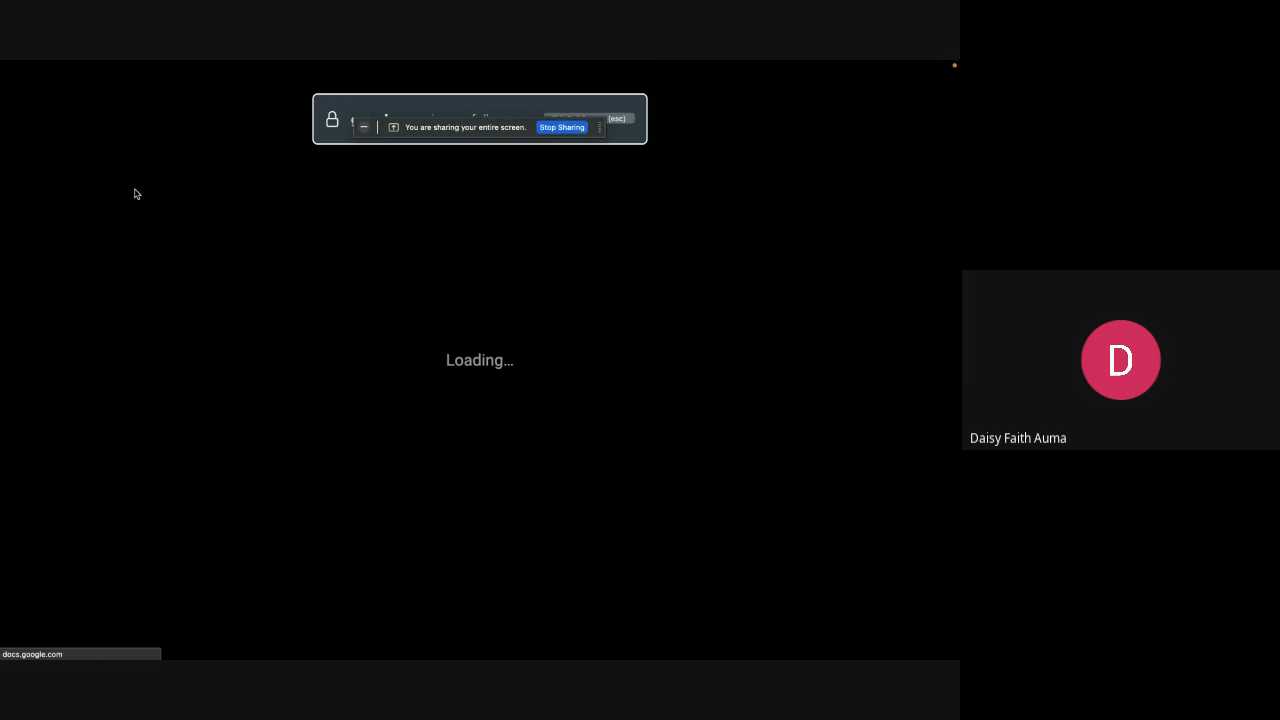 (esc)
You are sharing your entire screen.
Stop Sharing
Loading...
D
Daisy Faith Auma
docs.google.com